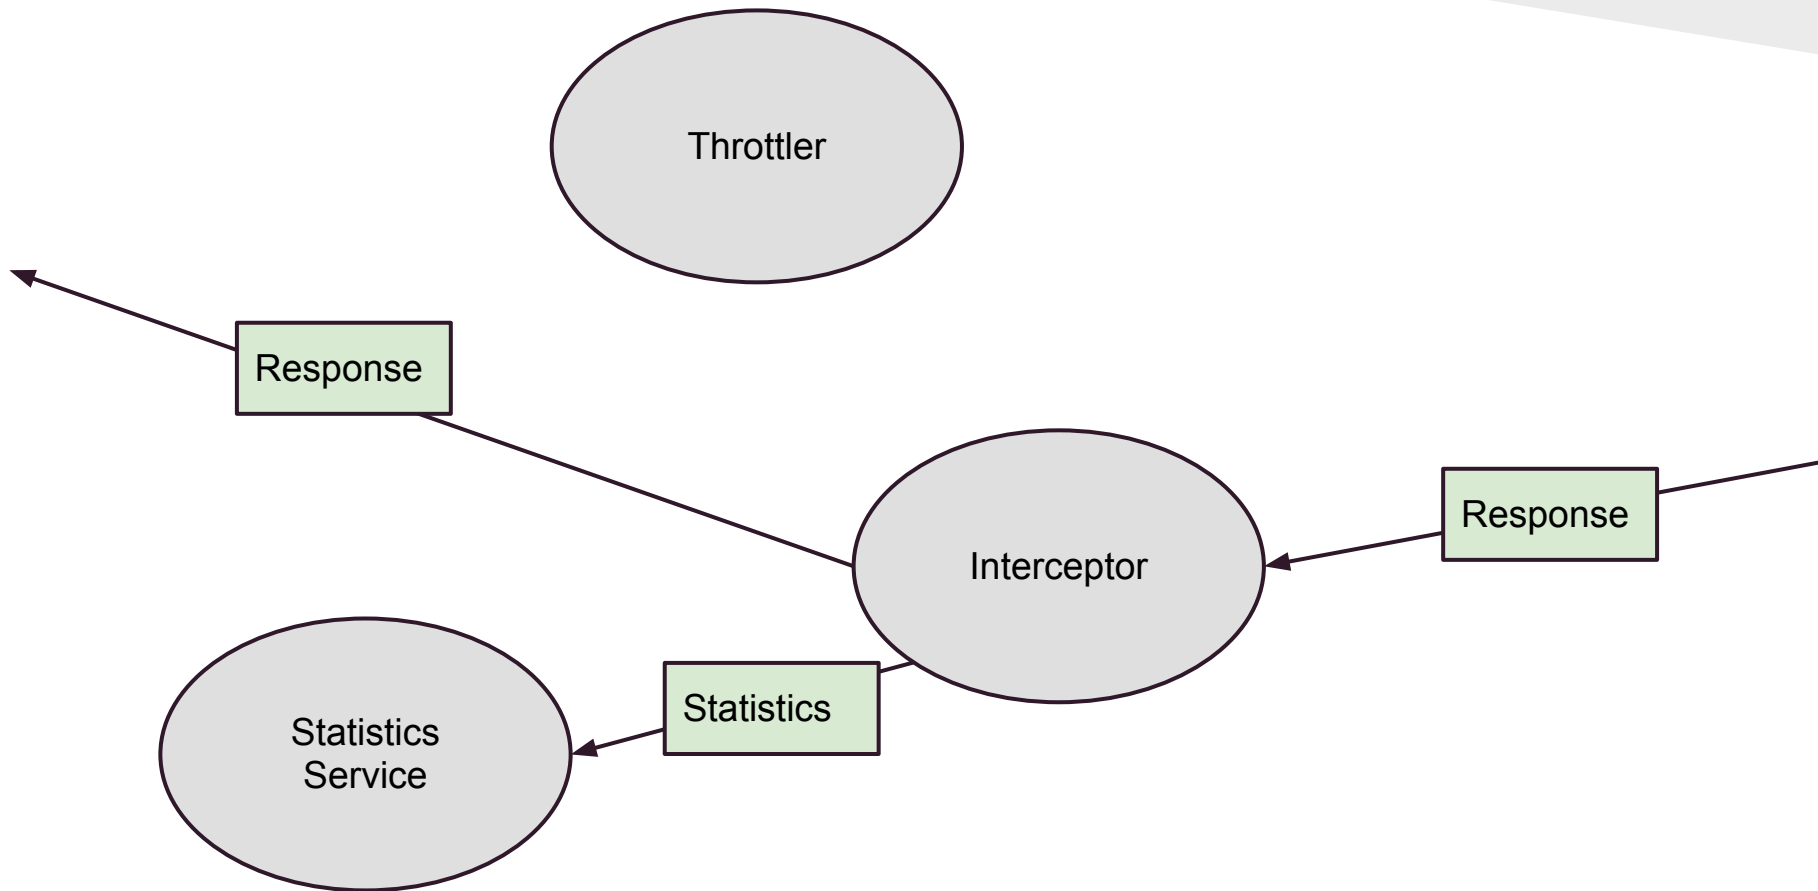 Throttler
Response
Response
Interceptor
Statistics
Statistics
Service